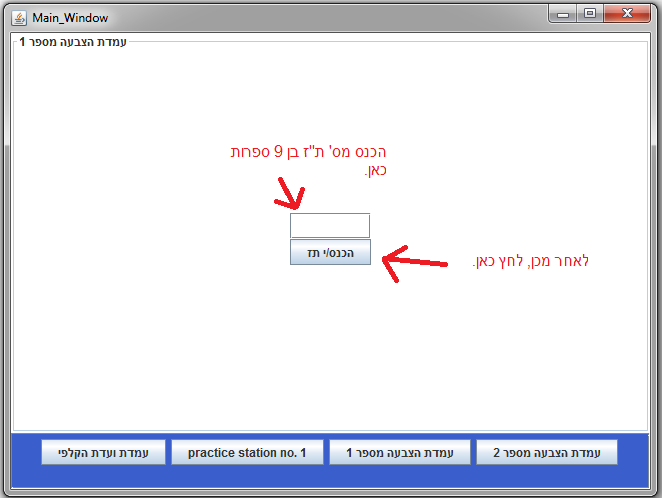 Main_Window
עמדת הצבעה מספר 1
הכנס מס' ת"ז בן 9 ספרות
כאן.
הכנס/י תז
לאחר מכן, לחץ כאן.
עמדת ועדת הקלפי
practice station no. 1
עמדת הצבעה מספר 1
עמדת הצבעה מספר 2